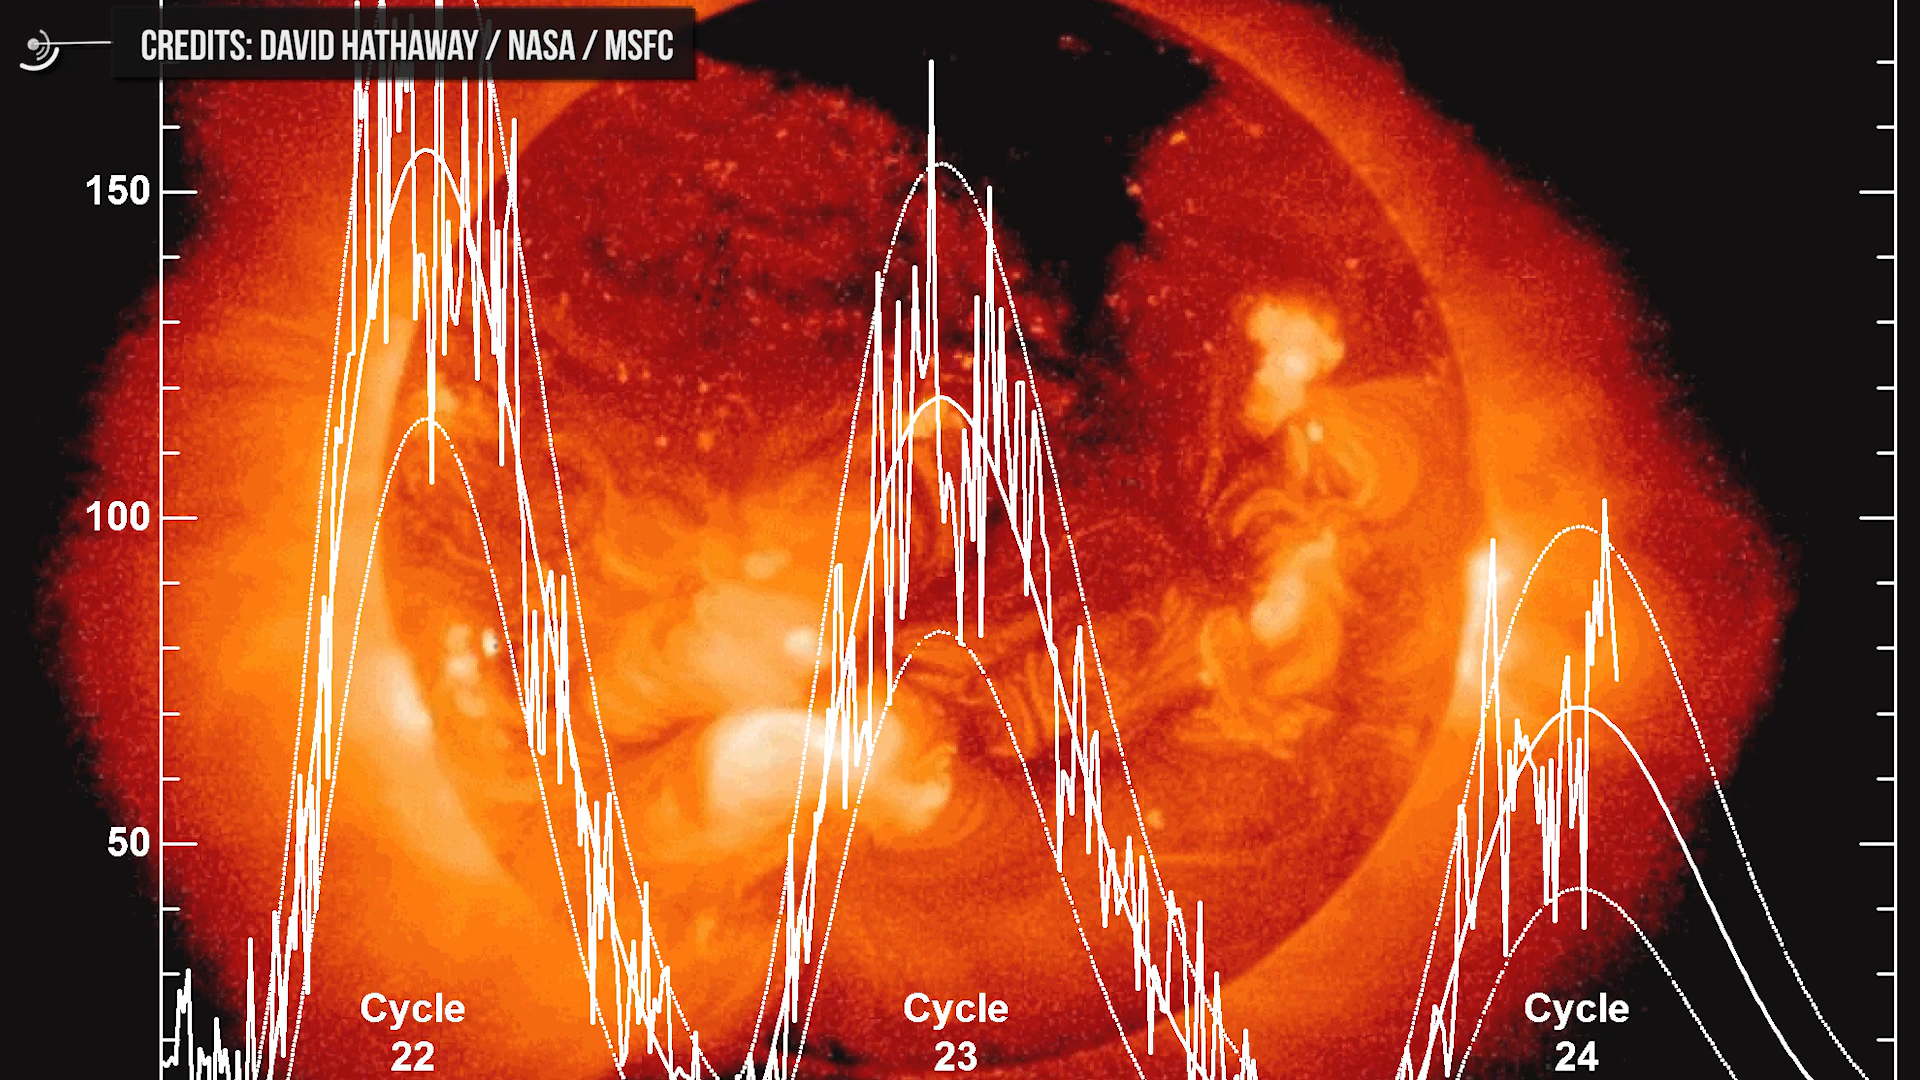 CREDITS: DAVID HATHAWAY / NASA / MSFC
150
100
50
Cycle
22
Cycle
23
Cycle
24